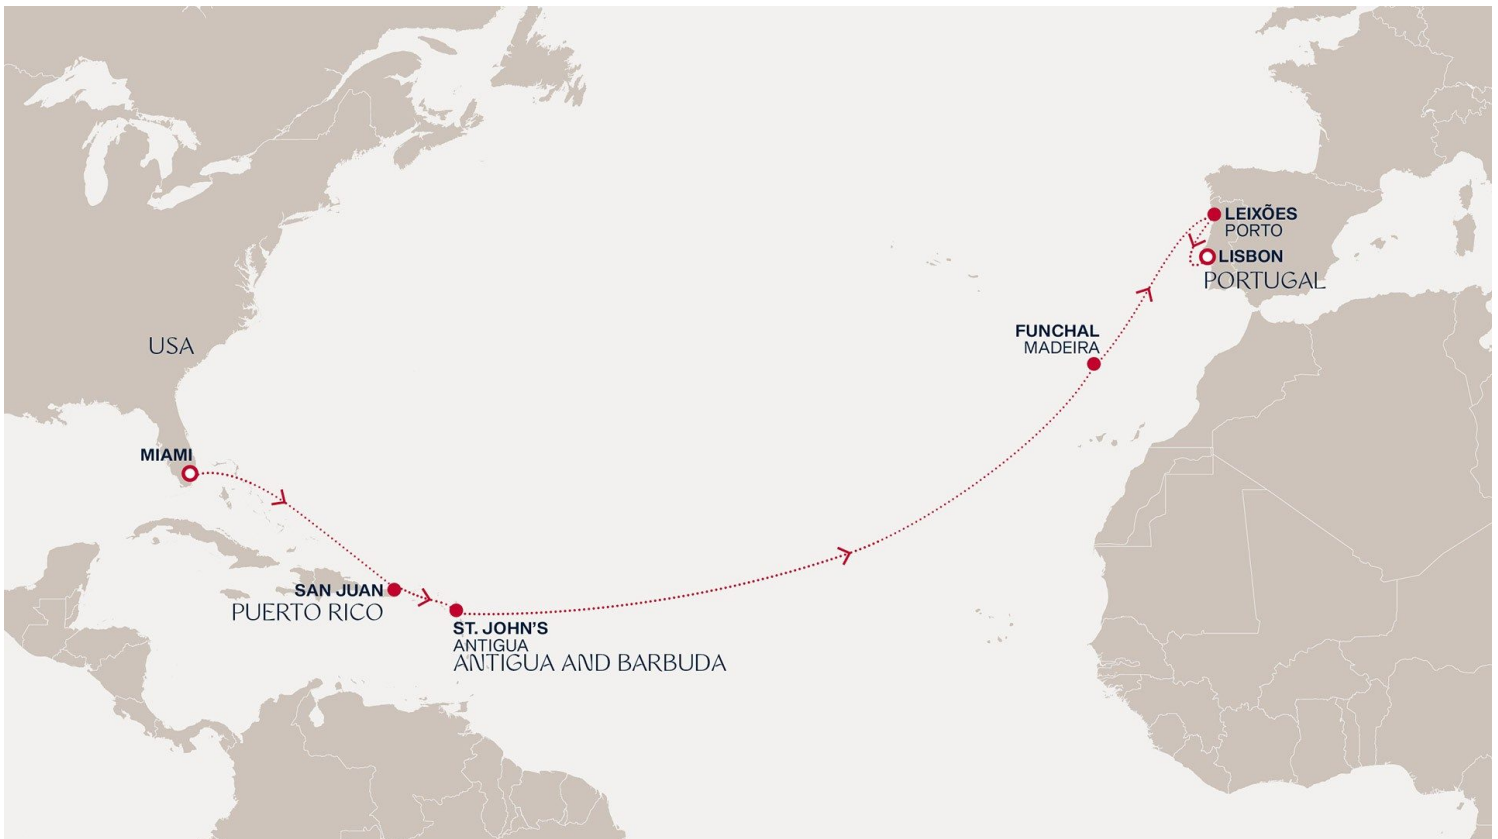 LEIXÕES
PORTO
LISBON
PORTUGAL
FUNCHAL
MADEIRA
USA
MIAMI
SAN JUAN
PUERTO RICO
ST. JOHN'S
ANTIGUA
ANTIGUA AND BARBUDA